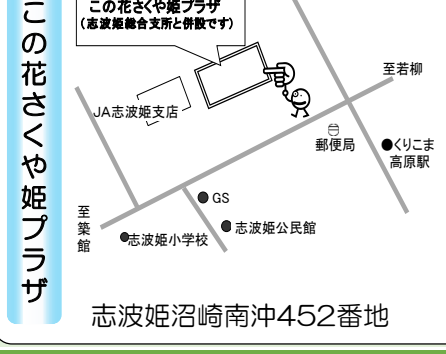 この花さくや姫プラザ
この花さくや姫プラザ
(志波姫総合支所と併設です)
至若柳
JA志波姫支店
郵便局
●くりこま
高原駅
至築館
GS
志波姫公民館
志波姫小学校
志波姫沼崎南沖452番地